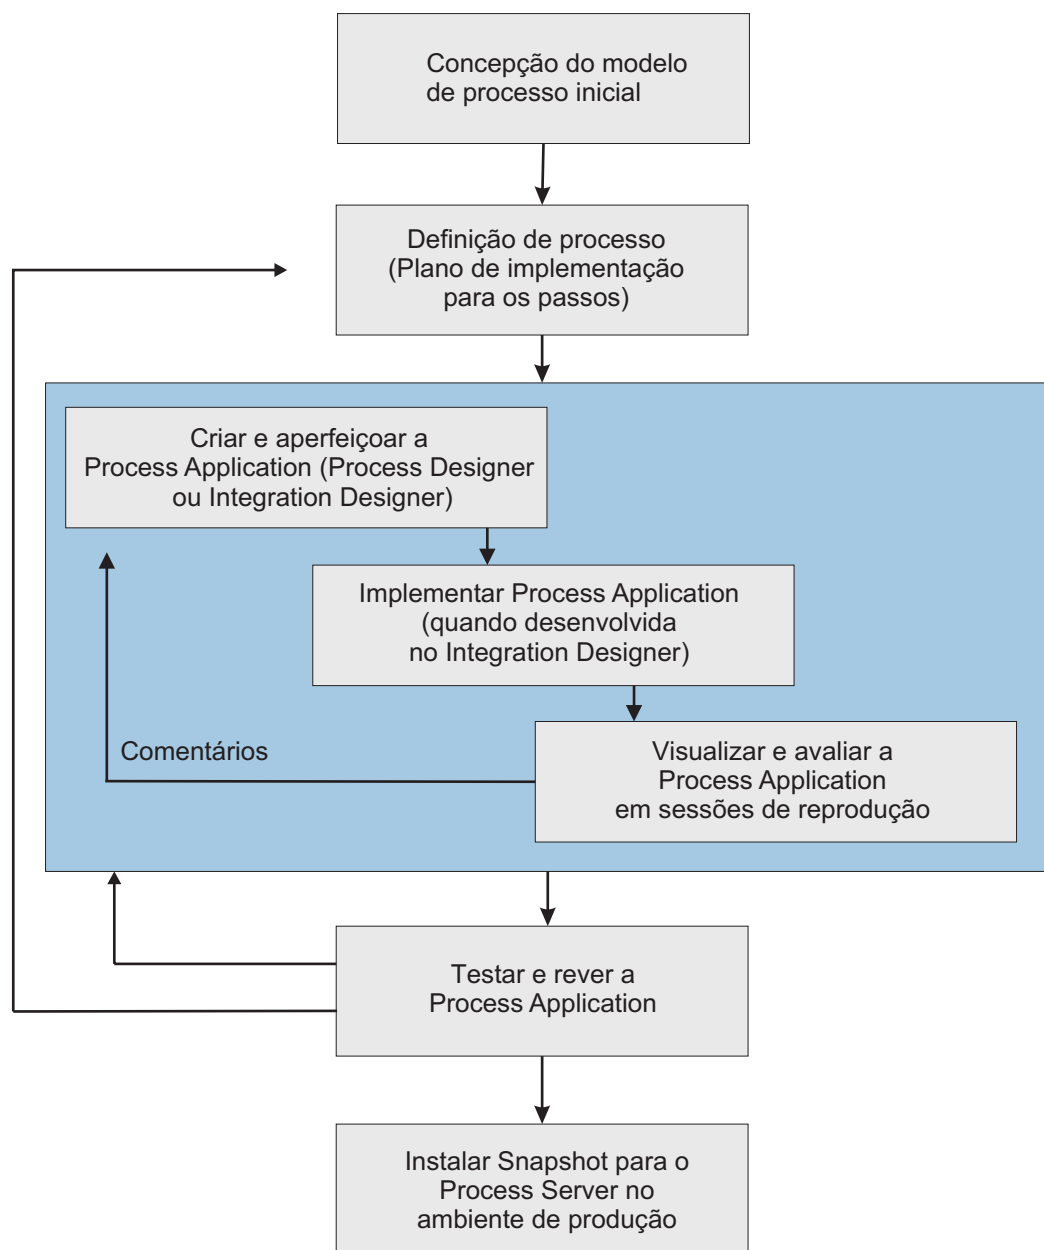 Concepção do modelo
de processo inicial
Definição de processo
(Plano de implementação
para os passos)
Criar e aperfeiçoar a
Process Application (Process Designer
ou Integration Designer)
Implementar Process Application
(quando desenvolvida
no Integration Designer)
Comentários
Visualizar e avaliar a
Process Application
em sessões de reprodução
Testar e rever a
Process Application
Instalar Snapshot para o
Process Server no
ambiente de produção